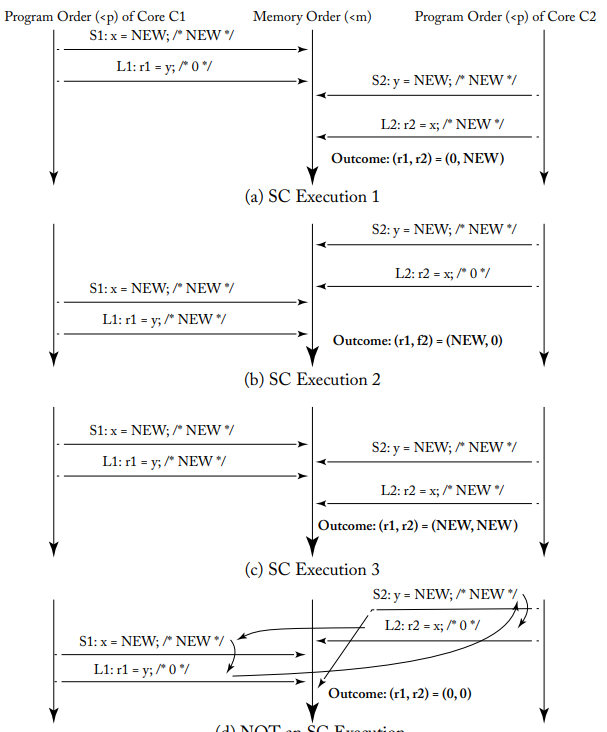 Program Order (<p) of Core C1 Memory Order (<m) Program Order (<p) of Core C2
S1: x = NEW; /* NEW */
L1: r1 = y; /* 0 */
S2: y = NEW; /* NEW */
L2: r2 = x; /* NEW */
Outcome: (r1, r2) = (0, NEW)
(a) SC Execution 1
S2: y = NEW; /* NEW */
L2: r2 = x; /* 0 */
S1: x = NEW; /* NEW */
L1: r1 = y; /* NEW */
Outcome: (r1, f2) = (NEW, 0)
(b) SC Execution 2
S1: x = NEW; /* NEW */
S2: y = NEW; /* NEW */
L1: r1 = y; /* NEW */
L2: r2 = x; /* NEW */
Outcome: (r1, r2) = (NEW, NEW)
(c) SC Execution 3
S2: y = NEW; /* NEW */
L2: r2 = x; /* 0 */
S1: x = NEW; /* NEW */
L1: r1 = y; /* 0 */
Outcome: (r1, r2) = (0, 0)
(d) NOT an SC Execution